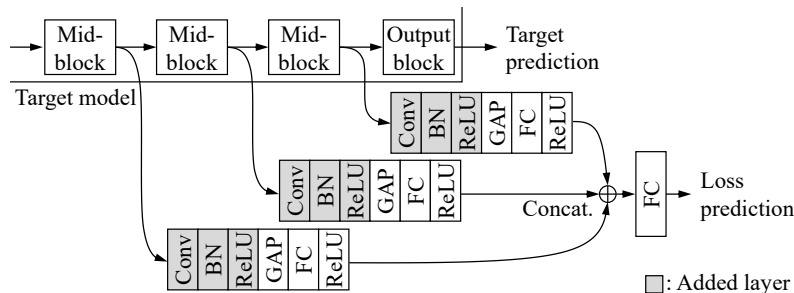 Mid-
block
Mid-
block
Mid-
block
Output
block
Target
prediction
Target model
Conv
BN
ReLU
GAP
FC
ReLU
Conv
BN
ReLU
GAP
FC
ReLU
Concat.
FC
Loss
prediction
Conv
BN
ReLU
GAP
FC
ReLU
: Added layer